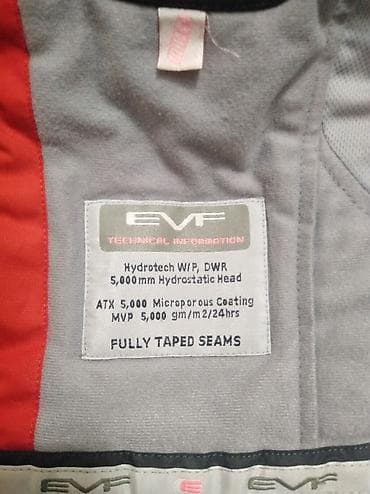 EVF
TECHNICAL INFORMATION
Hydrotech W/P, DWR
5,000mm Hydrostatic Head
ATX 5,000 Microporous Coating
MVP 5,000 gm/m2/24hrs
FULLY TAPED SEAMS
EVF E EVF